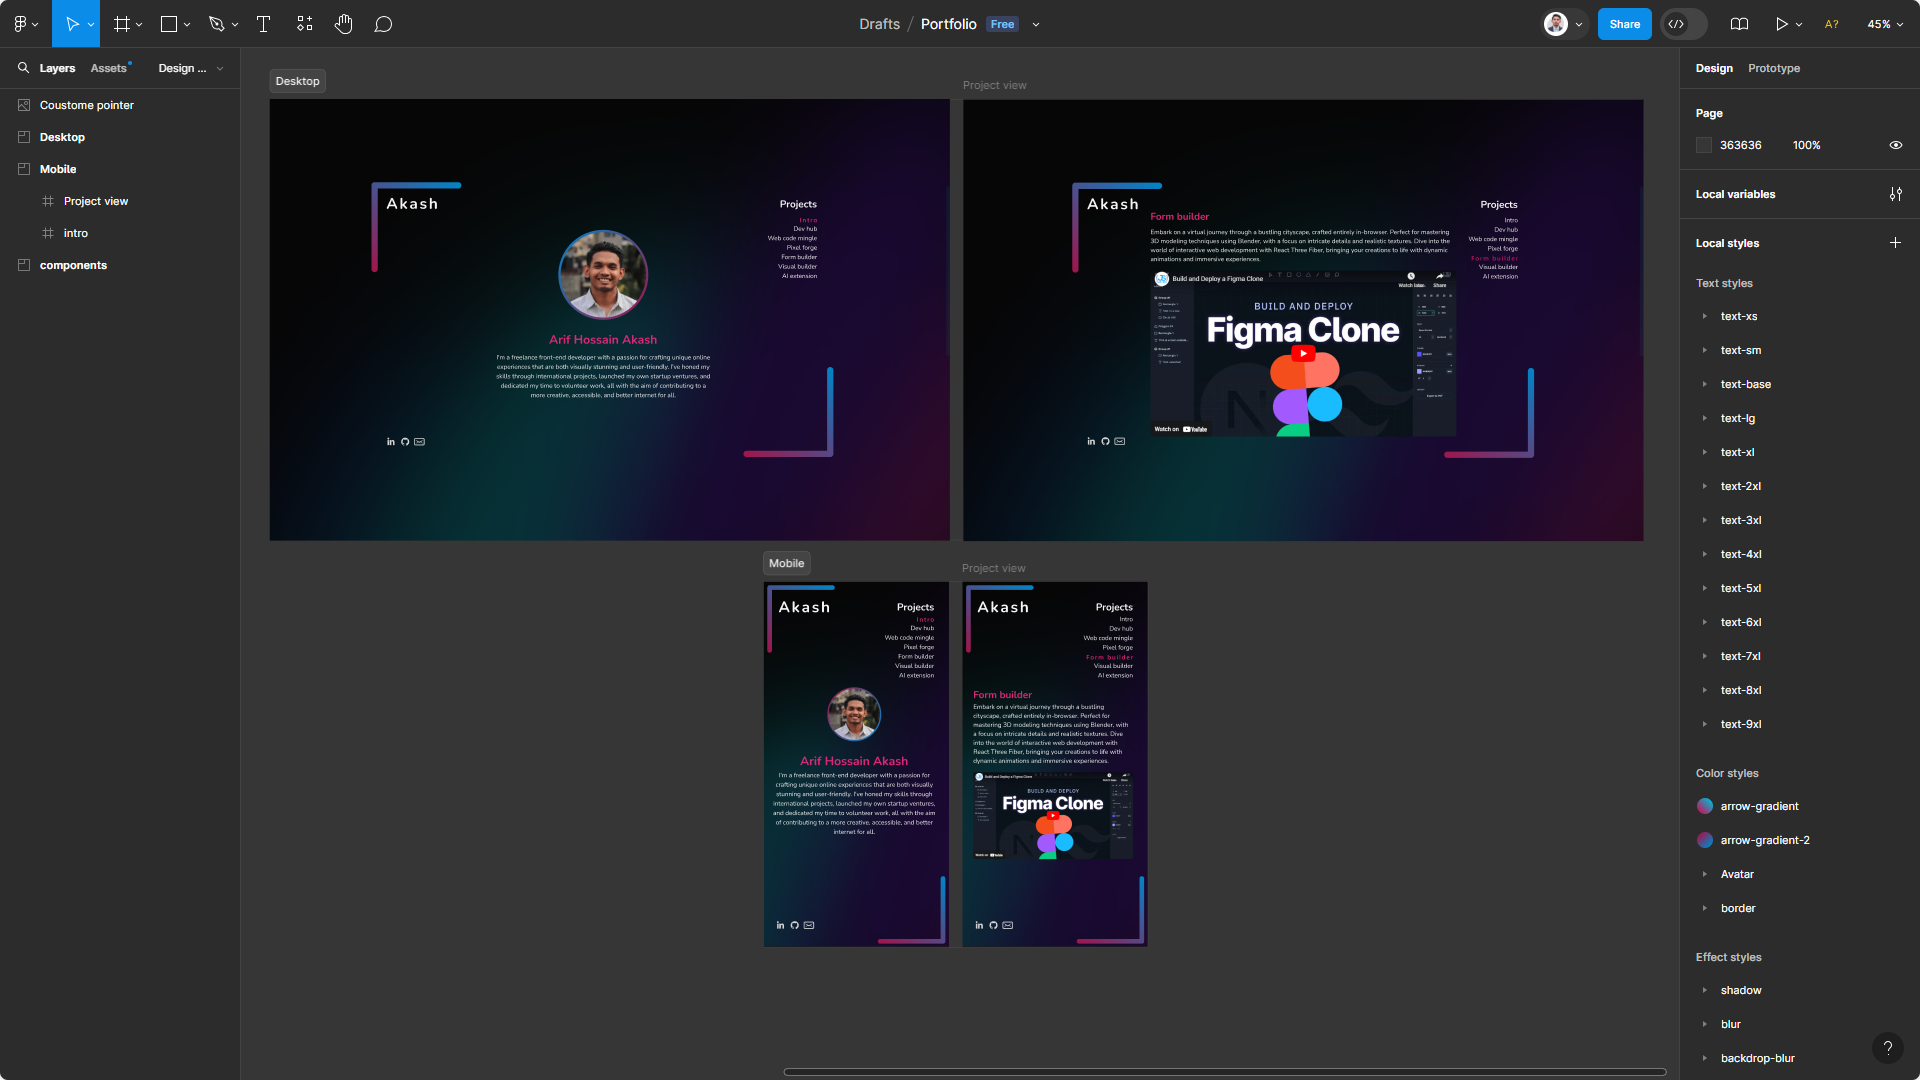 Drafts / Portfolio Free
Share
A?
45%
Layers
Assets
Design ...
Coustome pointer
Desktop
Mobile
Project view
intro
components
Desktop
Akash
Projects
Intro
Dev hub
Web code mingle
Pixel forge
Form builder
Visual builder
AI extension
Arif Hossain Akash
I'm a freelance front-end developer with a passion for crafting unique online
experiences that are both visually stunning and user-friendly. I've honed my
skills through international projects, launched my own startup ventures, and
dedicated my time to volunteer work, all with the aim of contributing to a
more creative, accessible, and better internet for all.
in
Project view
Akash
Projects
Intro
Dev hub
Web code mingle
Pixel forge
Form builder
Visual builder
AI extension
Form builder
Embark on a virtual journey through a bustling cityscape, crafted entirely in-browser. Perfect for mastering
3D modeling techniques using Blender, with a focus on intricate details and realistic textures. Dive into the
world of interactive web development with React Three Fiber, bringing your creations to life with dynamic
animations and immersive experiences.
Build and Deploy a Figma Clone
Watch later
Share
BUILD AND DEPLOY
Figma Clone
Watch on YouTube
in
Mobile
Akash
Projects
Intro
Dev hub
Web code mingle
Pixel forge
Form builder
Visual builder
AI extension
Arif Hossain Akash
I'm a freelance front-end developer with a passion for
crafting unique online experiences that are both visually
stunning and user-friendly. I've honed my skills through
international projects, launched my own startup ventures,
and dedicated my time to volunteer work, all with the aim
of contributing to a more creative, accessible, and better
internet for all.
in
Project view
Akash
Projects
Intro
Dev hub
Web code mingle
Pixel forge
Form builder
Visual builder
AI extension
Form builder
Embark on a virtual journey through a bustling
cityscape, crafted entirely in-browser. Perfect for
mastering 3D modeling techniques using Blender, with
a focus on intricate details and realistic textures. Dive
into the world of interactive web development with
React Three Fiber, bringing your creations to life with
dynamic animations and immersive experiences.
Build and Deploy a Figma Clone
BUILD AND DEPLOY
Figma Clone
Watch on YouTube
in
Design
Prototype
Page
363636
100%
Local variables
Local styles
Text styles
text-xs
text-sm
text-base
text-lg
text-xl
text-2xl
text-3xl
text-4xl
text-5xl
text-6xl
text-7xl
text-8xl
text-9xl
Color styles
arrow-gradient
arrow-gradient-2
Avatar
border
Effect styles
shadow
blur
backdrop-blur
?